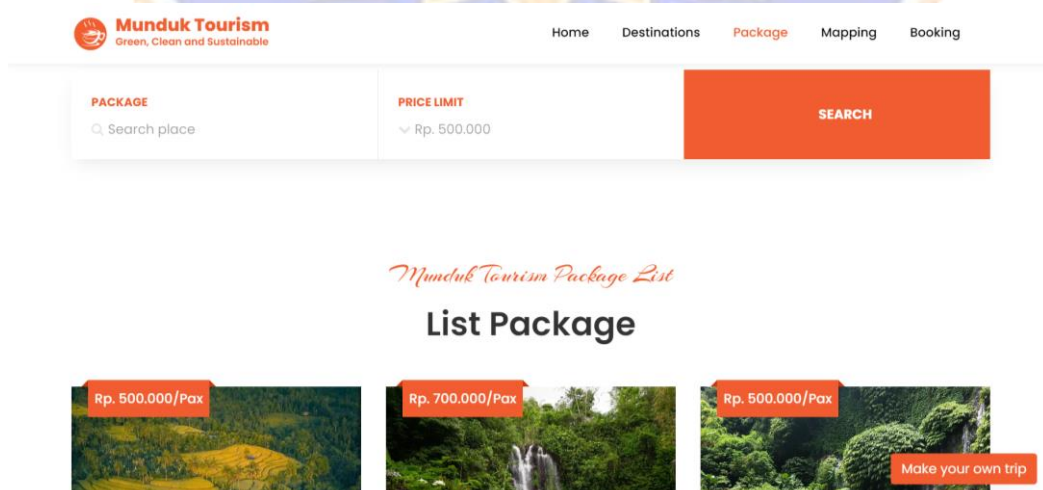 Munduk Tourism
Green, Clean and Sustainable
Home Destinations Package Mapping Booking
PACKAGE
Search place
PRICE LIMIT
Rp. 500.000
SEARCH
Munduk Tourism Package List
List Package
Rp. 500.000/Pax
Rp. 700.000/Pax
Rp. 500.000/Pax
Make your own trip